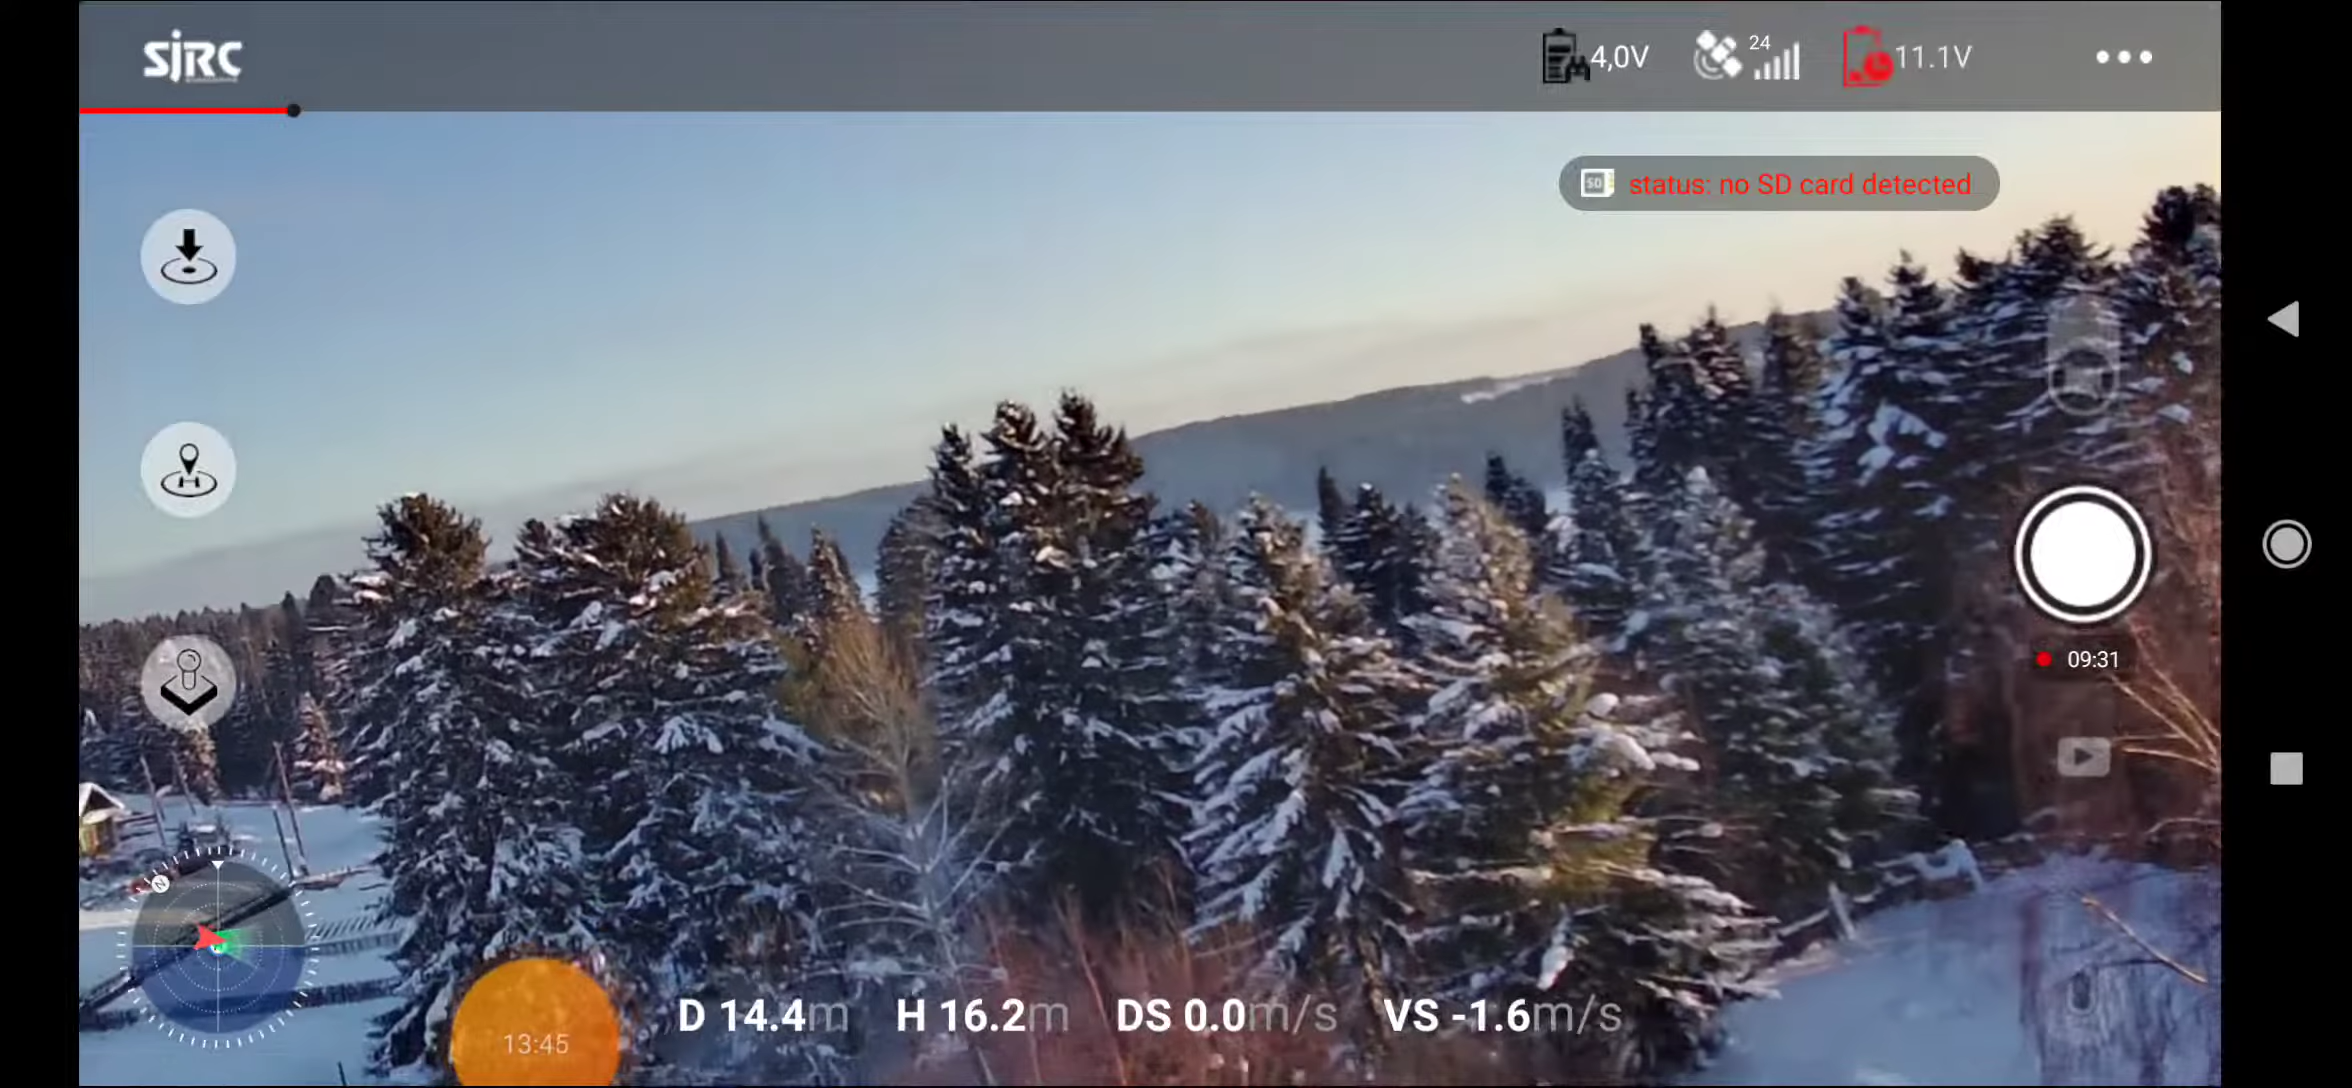 SJRC
4,0V
24
11.1V
SD
status: no SD card detected
09:31
N
H
D 14.4m H 16.2m DS 0.0m/s VS -1.6m/s
13:45